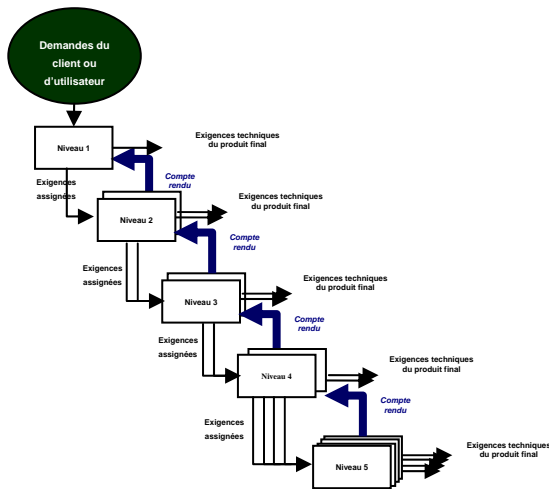 Demandes du
client ou
d'utilisateur
Niveau 1
Exigences techniques
du produit final
Exigences
assignées
Compte
rendu
Niveau 2
Exigences techniques
du produit final
Compte
rendu
Exigences
assignées
Niveau 3
Exigences techniques
du produit final
Compte
rendu
Exigences
assignées
Niveau 4
Exigences techniques
du produit final
Compte
rendu
Exigences
assignées
Niveau 5
Exigences techniques
du produit final